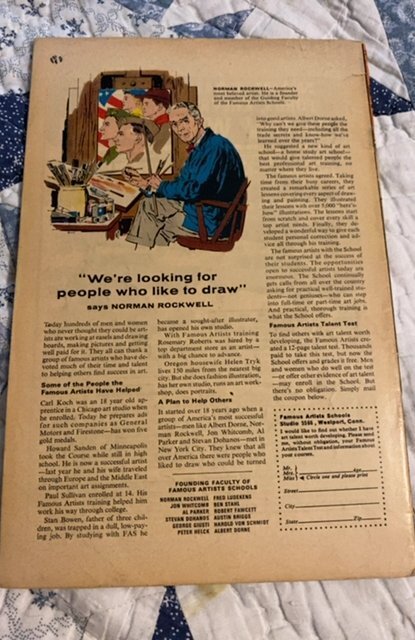 NORMAN ROCKWELL—America's
most beloved artist. He is a founder
and member of the Guiding Faculty
of the Famous Artists Schools.
"We're looking for
people who like to draw"
says NORMAN ROCKWELL
Today hundreds of men and women
who never thought they could be art-
ists are working at easels and drawing
boards, making pictures and getting
well paid for it. They all can thank a
group of famous artists who have de-
voted much of their time and talent
to helping others find success in art.
Some of the People the
Famous Artists Have Helped
Carl Koch was an 18 year old ap-
prentice in a Chicago art studio when
he enrolled. Today he prepares ads
for such companies as General
Motors and Firestone—has won five
gold medals.
Howard Sanden of Minneapolis
took the Course while still in high
school. He is now a successful artist
—last year he and his wife traveled
through Europe and the Middle East
on important art assignments.
Paul Sullivan enrolled at 14. His
Famous Artists training helped him
work his way through college.
Stan Bowen, father of three chil-
dren, was trapped in a dull, low-pay-
ing job. By studying with FAS he
became a sought-after illustrator,
has opened his own studio.
With Famous Artists training
Rosemary Roberts was hired by a
top department store as an artist—
with a big chance to advance.
Oregon housewife Helen Tryk
lives 150 miles from the nearest big
city. But she does fashion illustration,
has her own studio, runs an art work-
shop, does portraits.
A Plan to Help Others
It started over 18 years ago when a
group of America's most successful
artists—men like Albert Dorne, Nor-
man Rockwell, Jon Whitcomb, Al
Parker and Stevan Dohanos—met in
New York City. They knew that all
over America there were people who
liked to draw who could be turned
FOUNDING FACULTY OF
FAMOUS ARTISTS SCHOOLS
NORMAN ROCKWELL FRED LUDEKENS
JON WHITCOMB BEN STAHL
AL PARKER ROBERT FAWCETT
STEVAN DOHANOS AUSTIN BRIGGS
GEORGE GIUSTI HAROLD VON SCHMIDT
PETER HELCK ALBERT DORNE
into good artists. Albert Dorne asked,
"Why can't we give these people the
training they need—including all the
trade secrets and know-how we've
learned over the years?"
He suggested a new kind of art
school—a home study art school—
that would give talented people the
best professional art training, no
matter where they live.
The famous artists agreed. Taking
time from their busy careers, they
created a remarkable series of art
lessons covering every aspect of draw-
ing and painting. They illustrated
their lessons with over 5,000 "here's
how" illustrations. The lessons start
from scratch and cover every skill a
top artist needs. Finally, they de-
veloped a wonderful way to give each
student personal correction and ad-
vice all through his training.
The famous artists with the School
are not surprised at the success of
their students. The opportunities
open to successful artists today are
enormous. The School continually
gets calls from all over the country
asking for practical well-trained stu-
dents—not geniuses—who can step
into full-time or part-time art jobs.
And practical, thorough training is
what the School offers.
Famous Artists Talent Test
To find others with art talent worth
developing, the Famous Artists cre-
ated a 12-page talent test. Thousands
paid to take this test, but now the
School offers and grades it free. Men
and women who do well on the test
—or offer other evidence of art talent
—may enroll in the School. But
there's no obligation. Simply mail
the coupon below.
Famous Artists Schools
Studio Westport, Conn.
I would like to find out whether I have
art talent worth developing. Please send
me, without obligation, your Famous
Artists Talent Test and information about
your courses.
Mr.
Mrs. Age
Miss Circle one and please print
Street
City
State Zip